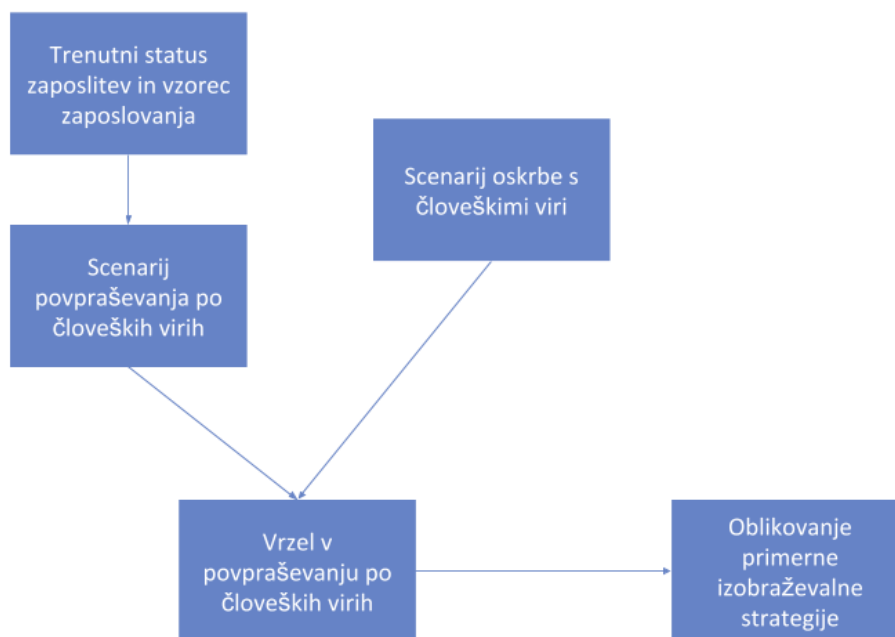 Trenutni status
zaposlitev in vzorec
zaposlovanja
Scenarij oskrbe s
človeškimi viri
Scenarij
povpraševanja po
človeških virih
Vrzel v
povpraševanju po
človeških virih
Oblikovanje
primerne
izobraževalne
strategije